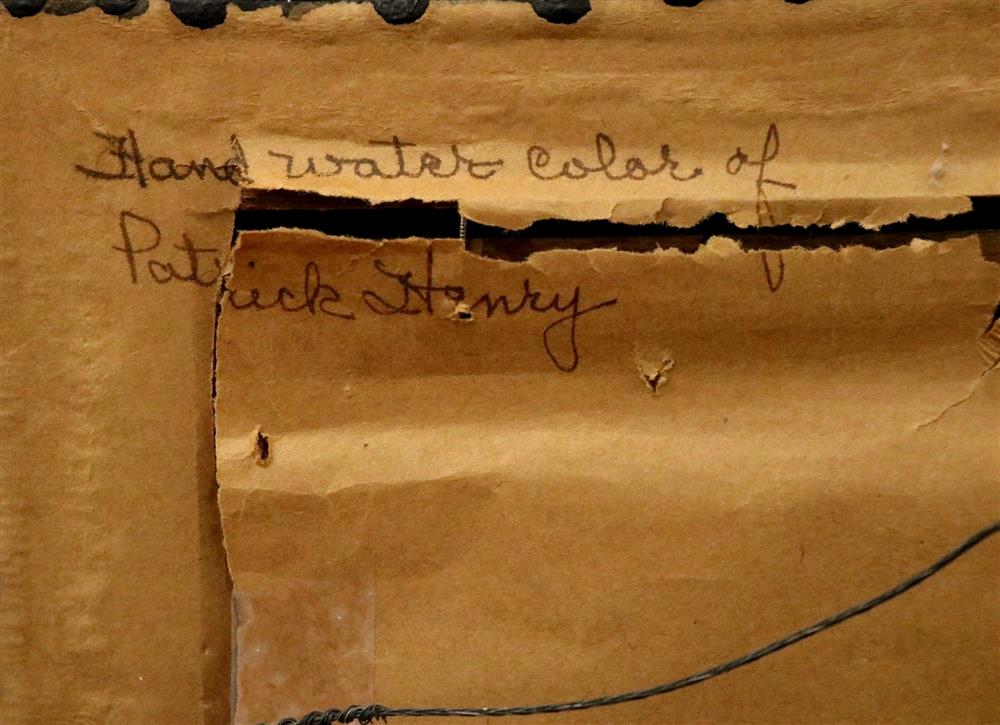 Hand water color of
Patrick Henry